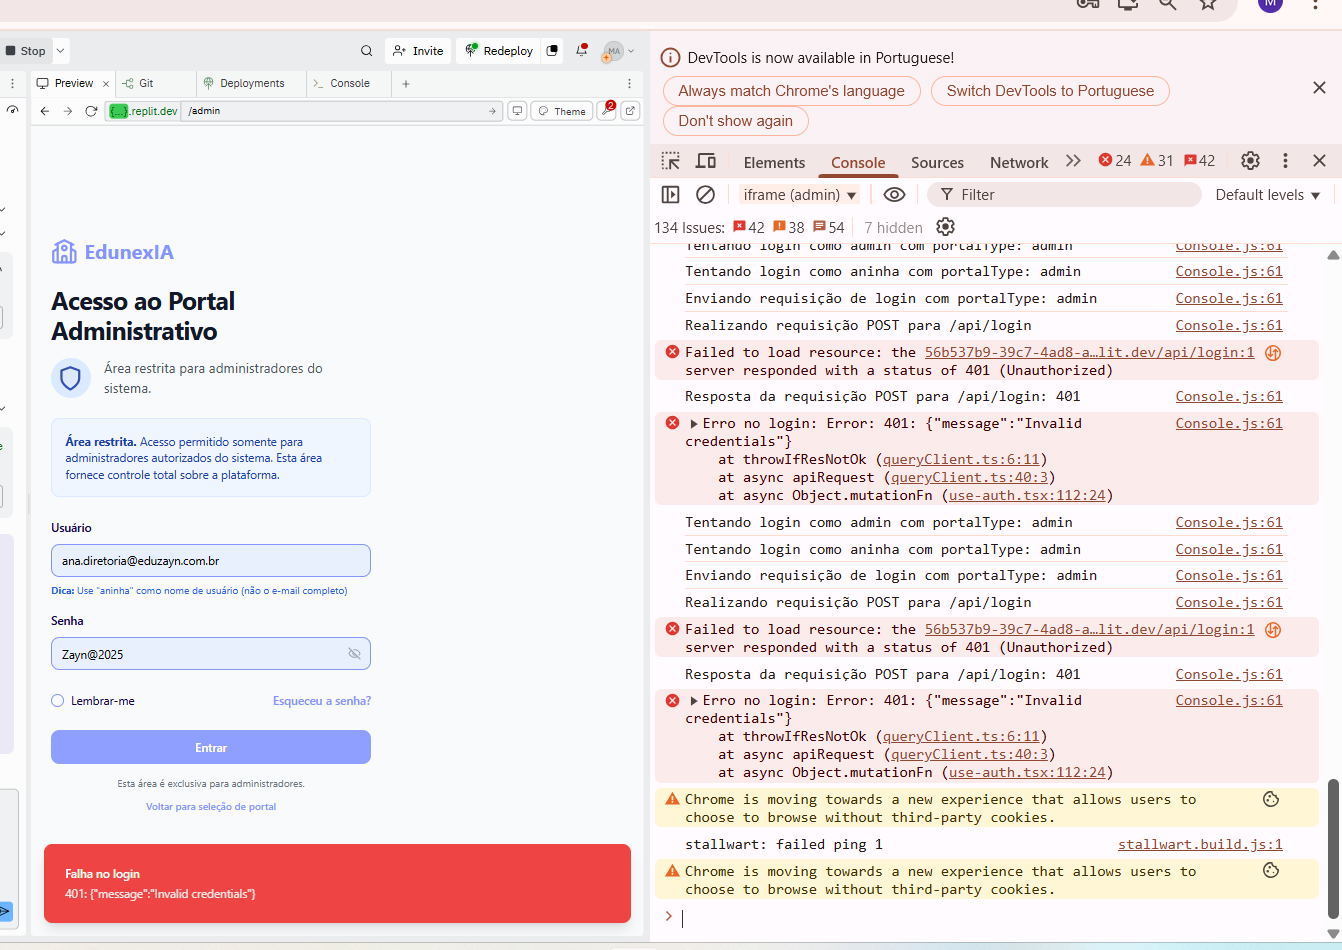 Stop
Invite
Redeploy
MA
M
Preview
Git
Deployments
Console
{...}.replit.dev
/admin
Theme
2
EdunexIA
Acesso ao Portal
Administrativo
Área restrita para administradores do
sistema.
Área restrita. Acesso permitido somente para
administradores autorizados do sistema. Esta área
fornece controle total sobre a plataforma.
Usuário
ana.diretoria@eduzayn.com.br
Dica: Use "aninha" como nome de usuário (não o e-mail completo)
Senha
Zayn@2025
Lembrar-me
Esqueceu a senha?
Entrar
Esta área é exclusiva para administradores.
Voltar para seleção de portal
Falha no login
401: {"message":"Invalid credentials"}
DevTools is now available in Portuguese!
Always match Chrome's language
Switch DevTools to Portuguese
Don't show again
Elements
Console
Sources
Network
24
31
42
iframe (admin)
Filter
Default levels
134 Issues: 42 38 54
7 hidden
Tentando login como admin com portalType: admin Console.js:61
Tentando login como aninha com portalType: admin Console.js:61
Enviando requisição de login com portalType: admin Console.js:61
Realizando requisição POST para /api/login Console.js:61
Failed to load resource: the 56b537b9-39c7-4ad8-a…lit.dev/api/login:1
server responded with a status of 401 (Unauthorized)
Resposta da requisição POST para /api/login: 401 Console.js:61
Erro no login: Error: 401: {"message":"Invalid Console.js:61
credentials"}
at throwIfResNotOk (queryClient.ts:6:11)
at async apiRequest (queryClient.ts:40:3)
at async Object.mutationFn (use-auth.tsx:112:24)
Tentando login como admin com portalType: admin Console.js:61
Tentando login como aninha com portalType: admin Console.js:61
Enviando requisição de login com portalType: admin Console.js:61
Realizando requisição POST para /api/login Console.js:61
Failed to load resource: the 56b537b9-39c7-4ad8-a…lit.dev/api/login:1
server responded with a status of 401 (Unauthorized)
Resposta da requisição POST para /api/login: 401 Console.js:61
Erro no login: Error: 401: {"message":"Invalid Console.js:61
credentials"}
at throwIfResNotOk (queryClient.ts:6:11)
at async apiRequest (queryClient.ts:40:3)
at async Object.mutationFn (use-auth.tsx:112:24)
Chrome is moving towards a new experience that allows users to
choose to browse without third-party cookies.
stallwart: failed ping 1 stallwart.build.js:1
Chrome is moving towards a new experience that allows users to
choose to browse without third-party cookies.